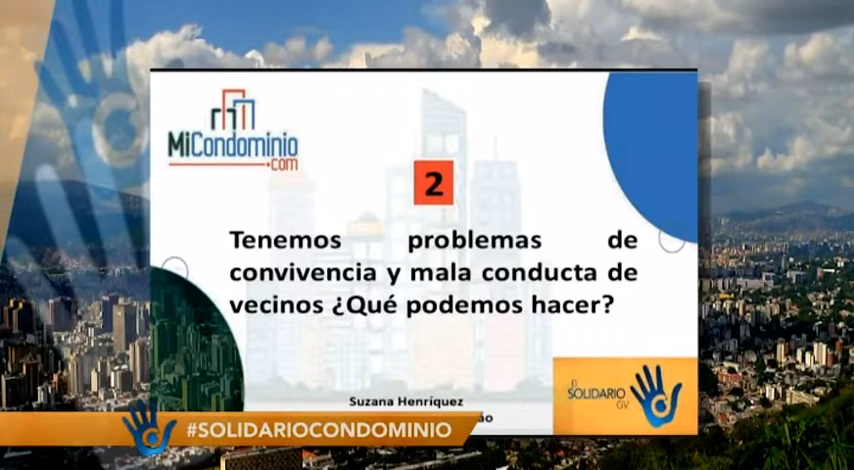 MiCondominio
.com
2
Tenemos problemas de
convivencia y mala conducta de
vecinos ¿Qué podemos hacer?
Suzana Henríquez
El
SOLIDARIO
GV
#SOLIDARIOCONDOMINIO